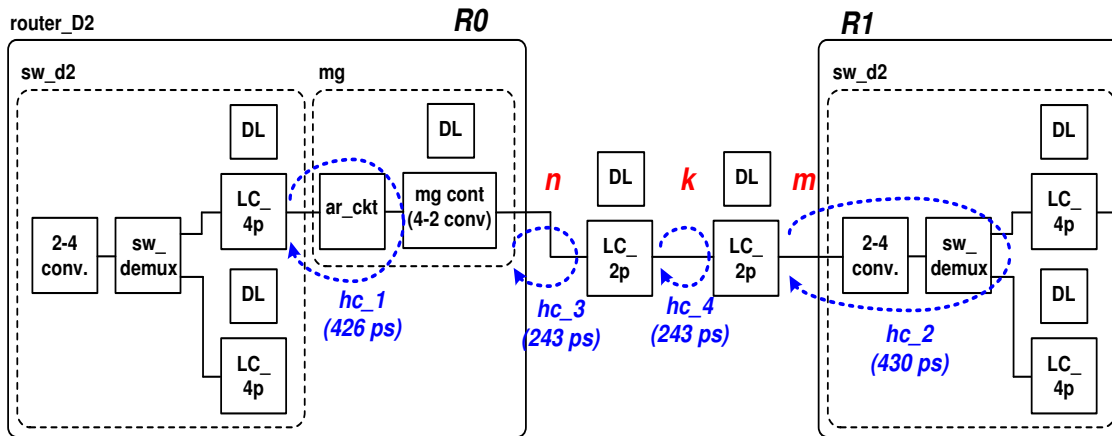 router_D2
R0
R1
sw_d2
mg
sw_d2
DL
DL
DL
DL
DL
LC_
4p
ar_ckt
mg cont
(4-2 conv)
n
k
m
LC_
4p
2-4
conv.
sw_
demux
LC_
2p
LC_
2p
2-4
conv.
sw_
demux
DL
DL
hc_1
(426 ps)
hc_3
(243 ps)
hc_4
(243 ps)
hc_2
(430 ps)
LC_
4p
LC_
4p